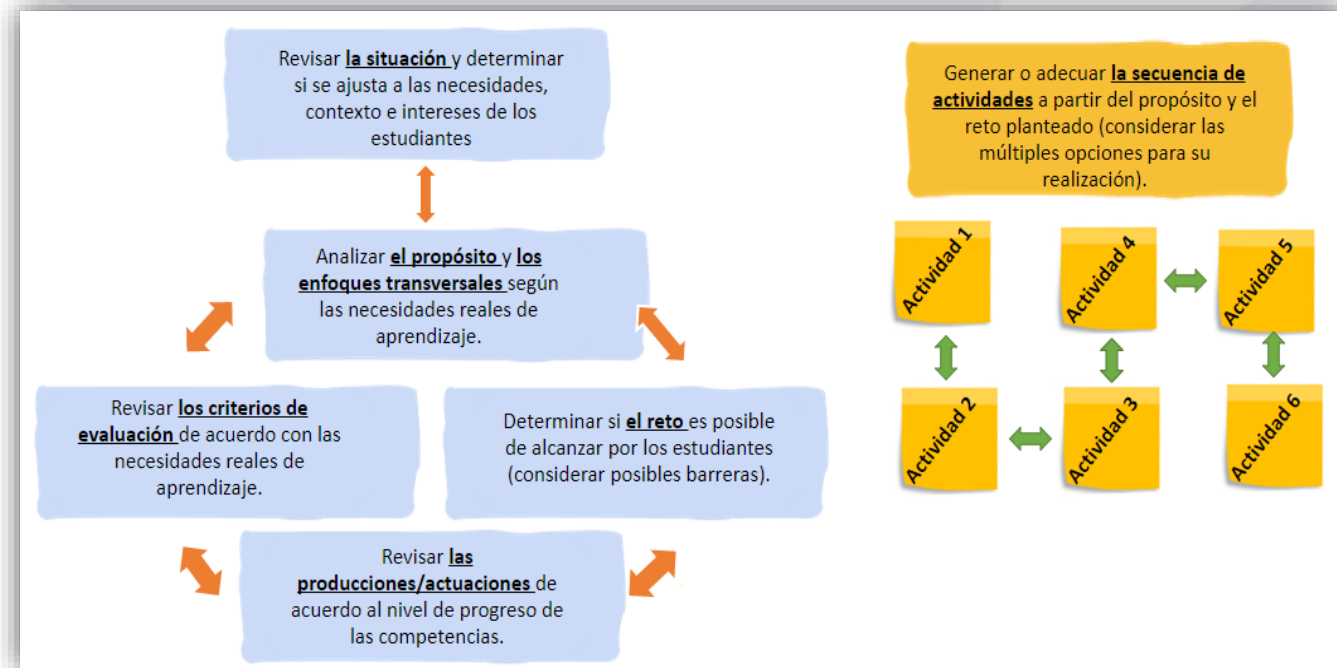 Revisar la situación y determinar
si se ajusta a las necesidades,
contexto e intereses de los
estudiantes
Analizar el propósito y los
enfoques transversales según
las necesidades reales de
aprendizaje.
Revisar los criterios de
evaluación de acuerdo con las
necesidades reales de
aprendizaje.
Determinar si el reto es posible
de alcanzar por los estudiantes
(considerar posibles barreras).
Revisar las
producciones/actuaciones de
acuerdo al nivel de progreso de
las competencias.
Generar o adecuar la secuencia de
actividades a partir del propósito y el
reto planteado (considerar las
múltiples opciones para su
realización).
Actividad 1
Actividad 4
Actividad 5
Actividad 2
Actividad 3
Actividad 6